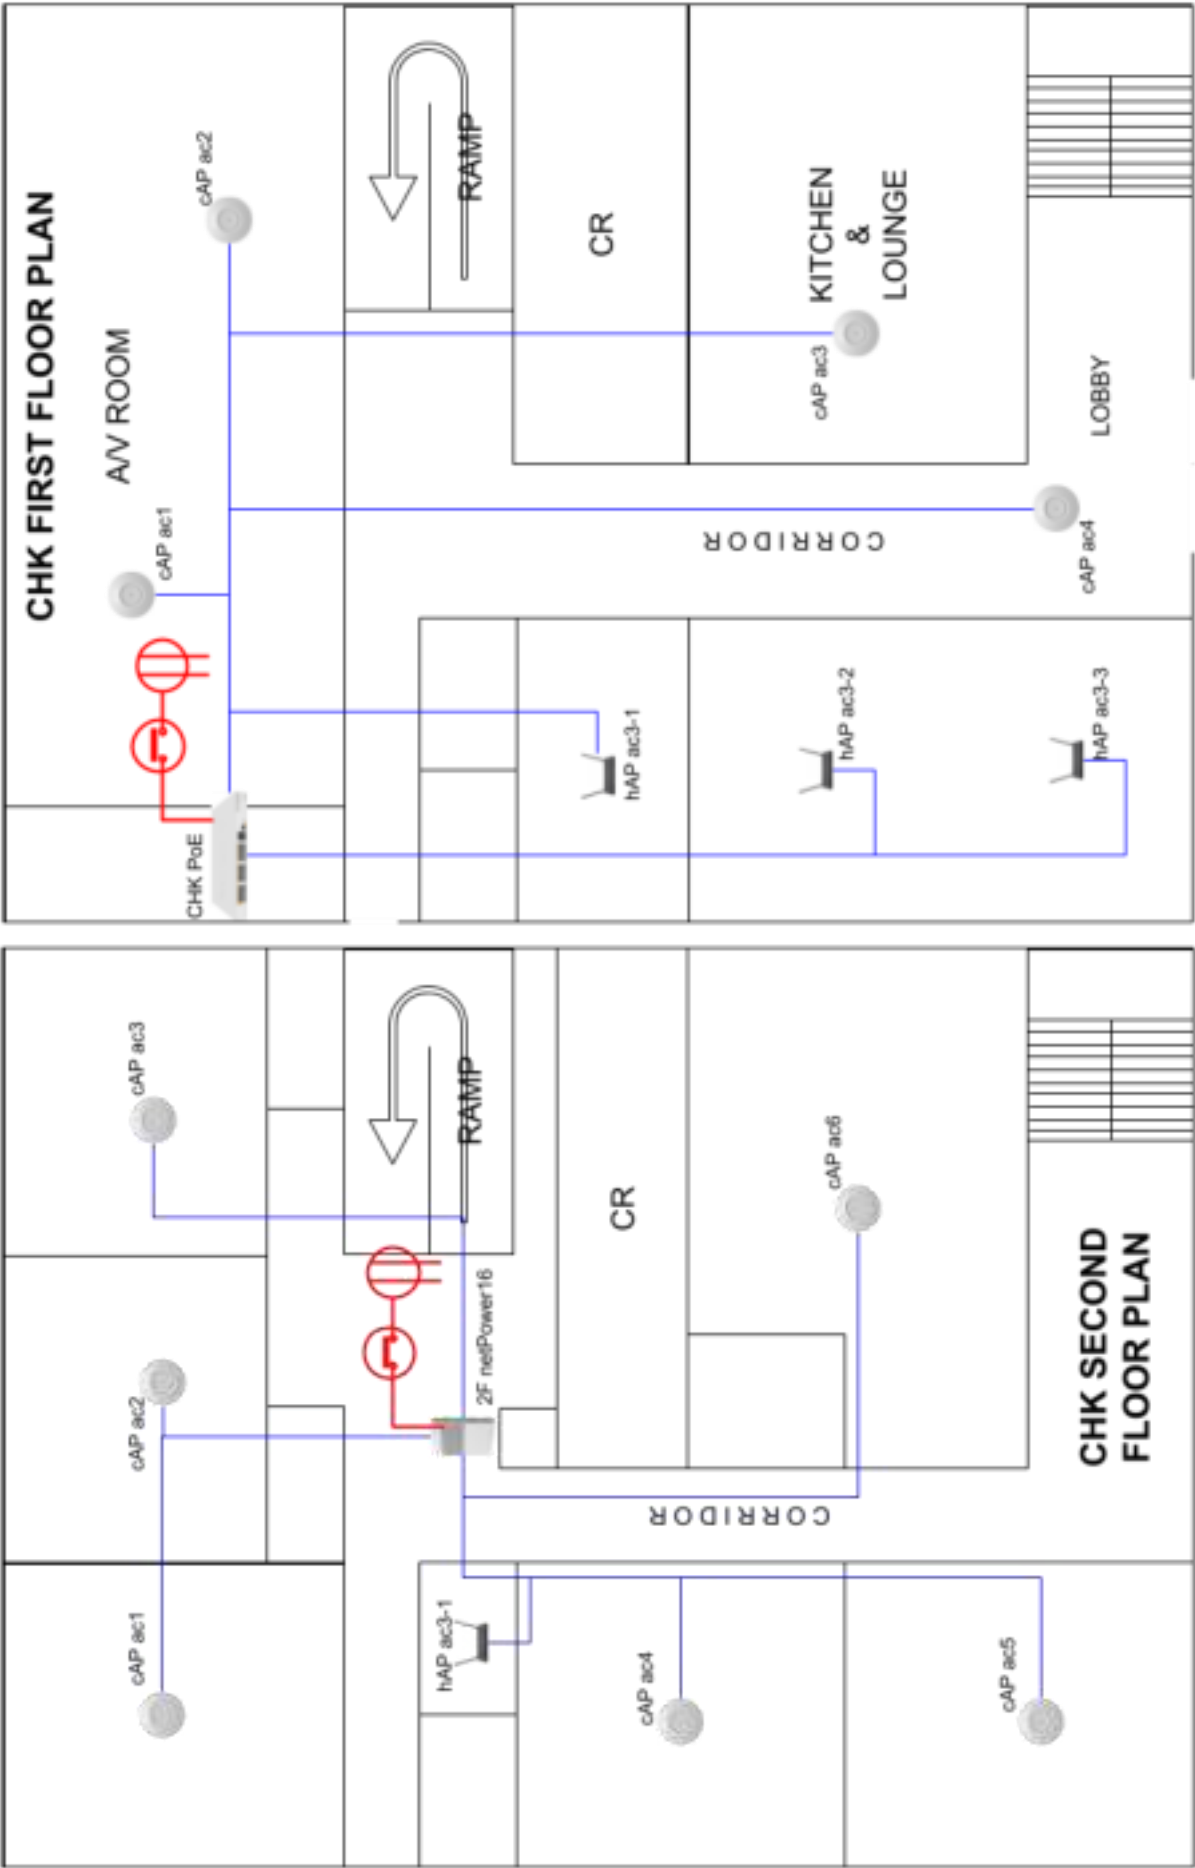 CHK FIRST FLOOR PLAN
A/V ROOM
cAP ac2
cAP ac1
RAMP
CR
KITCHEN
&
LOUNGE
cAP ac3
LOBBY
CORRIDOR
cAP ac4
CHK PoE
hAP ac3-1
hAP ac3-2
hAP ac3-3
cAP ac3
RAMP
cAP ac2
2F netPower16
CR
cAP ac6
CHK SECOND
FLOOR PLAN
CORRIDOR
cAP ac1
hAP ac3-1
cAP ac4
cAP ac5